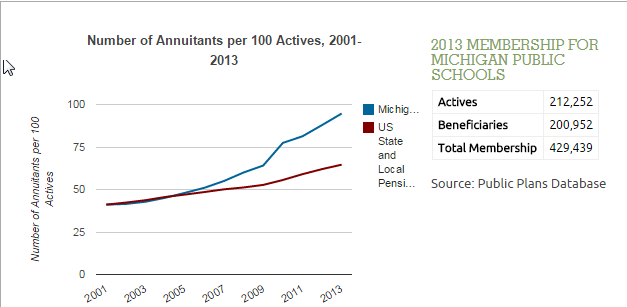 Number of Annuitants per 100 Actives, 2001-
2013
Number of Annuitants per 100
Actives
100
75
50
25
0
2001
2003
2005
2007
2009
2011
2013
Michig...
US
State
and
Local
Pensi...
2013 MEMBERSHIP FOR
MICHIGAN PUBLIC
SCHOOLS
Actives 212,252
Beneficiaries 200,952
Total Membership 429,439
Source: Public Plans Database